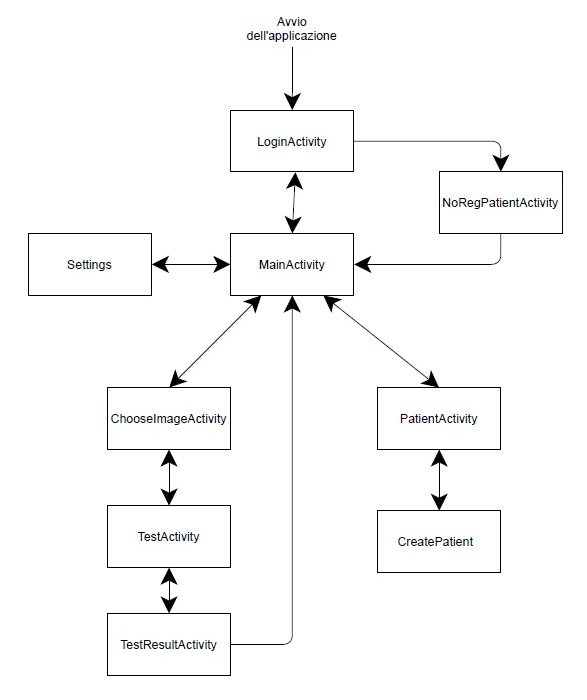 Avvio
dell'applicazione
LoginActivity
NoRegPatientActivity
Settings
MainActivity
ChooseImageActivity
PatientActivity
TestActivity
CreatePatient
TestResultActivity